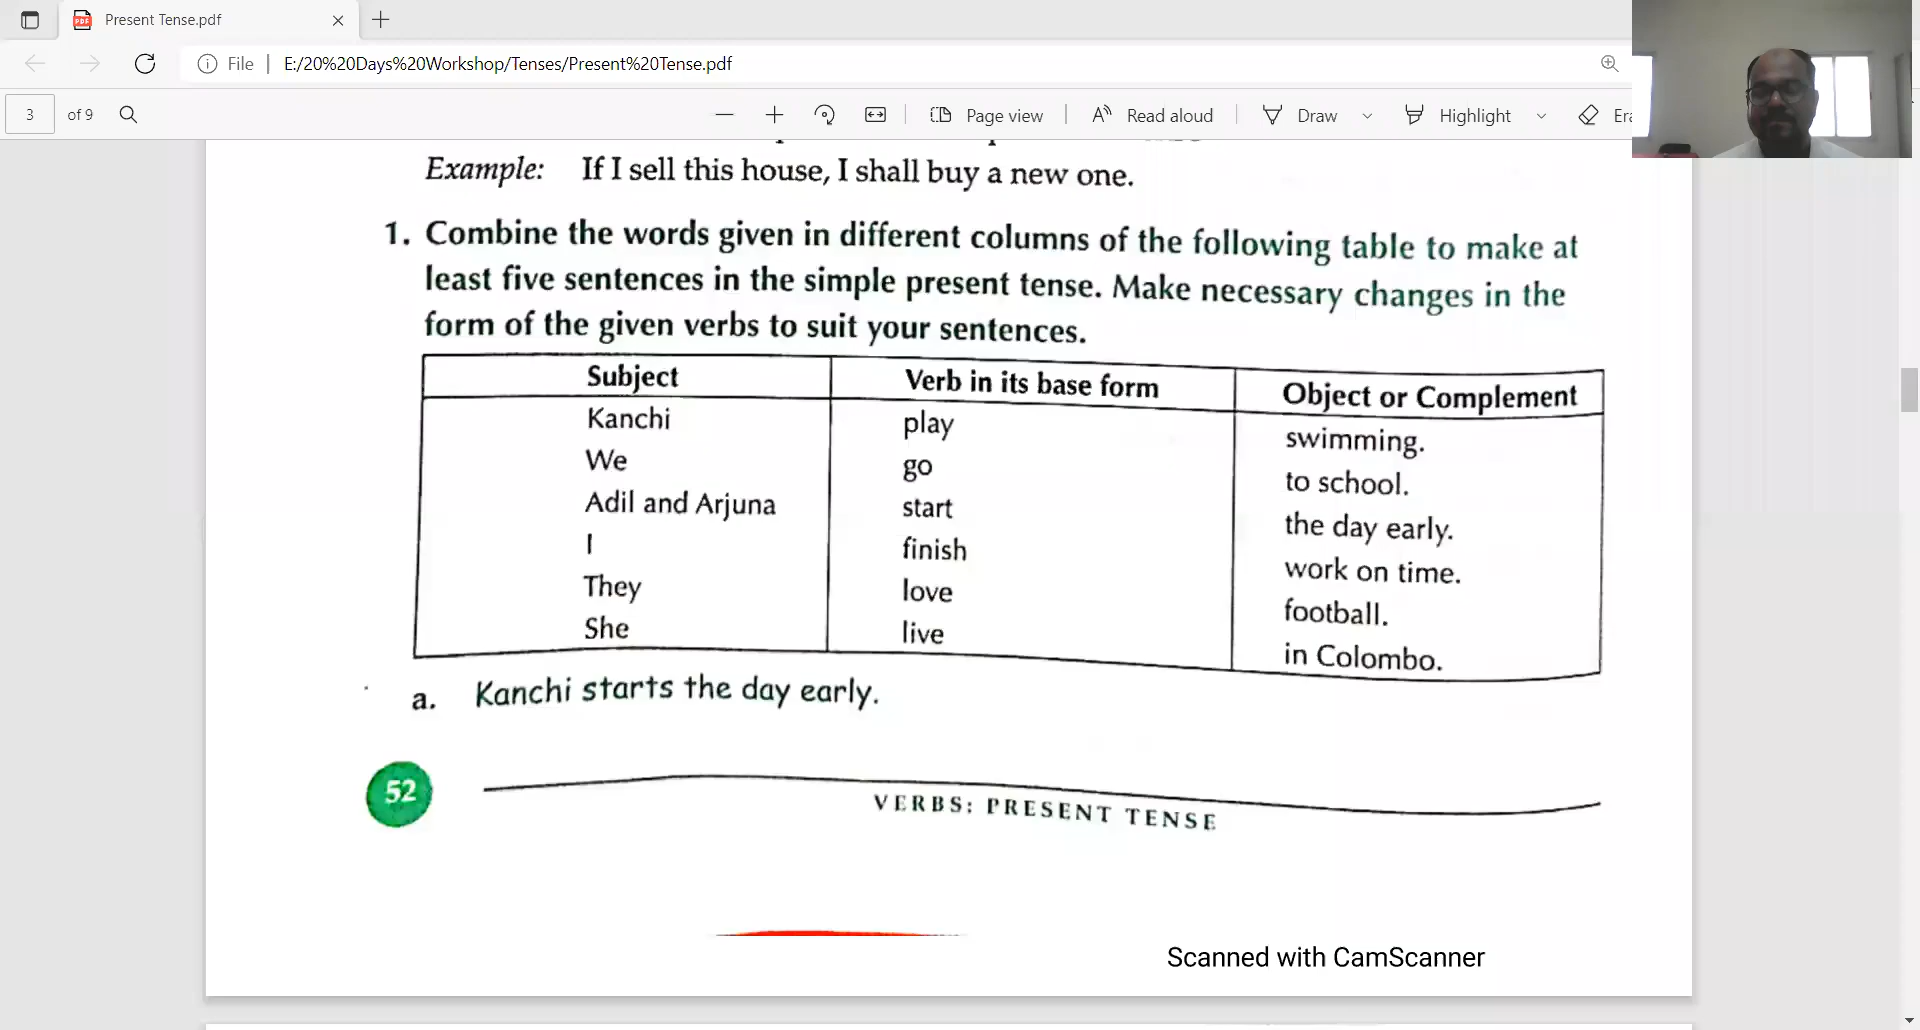 Present Tense.pdf
File
E:/20%20Days%20Workshop/Tenses/Present%20Tense.pdf
3 of 9
Page view
Read aloud
Draw
Highlight
Example: If I sell this house, I shall buy a new one.
1. Combine the words given in different columns of the following table to make at
least five sentences in the simple present tense. Make necessary changes in the
form of the given verbs to suit your sentences.
Subject Verb in its base form Object or Complement
Kanchi play swimming.
We go to school.
Adil and Arjuna start the day early.
I finish work on time.
They love football.
She live in Colombo.
a. Kanchi starts the day early.
52
VERBS: PRESENT TENSE
Scanned with CamScanner